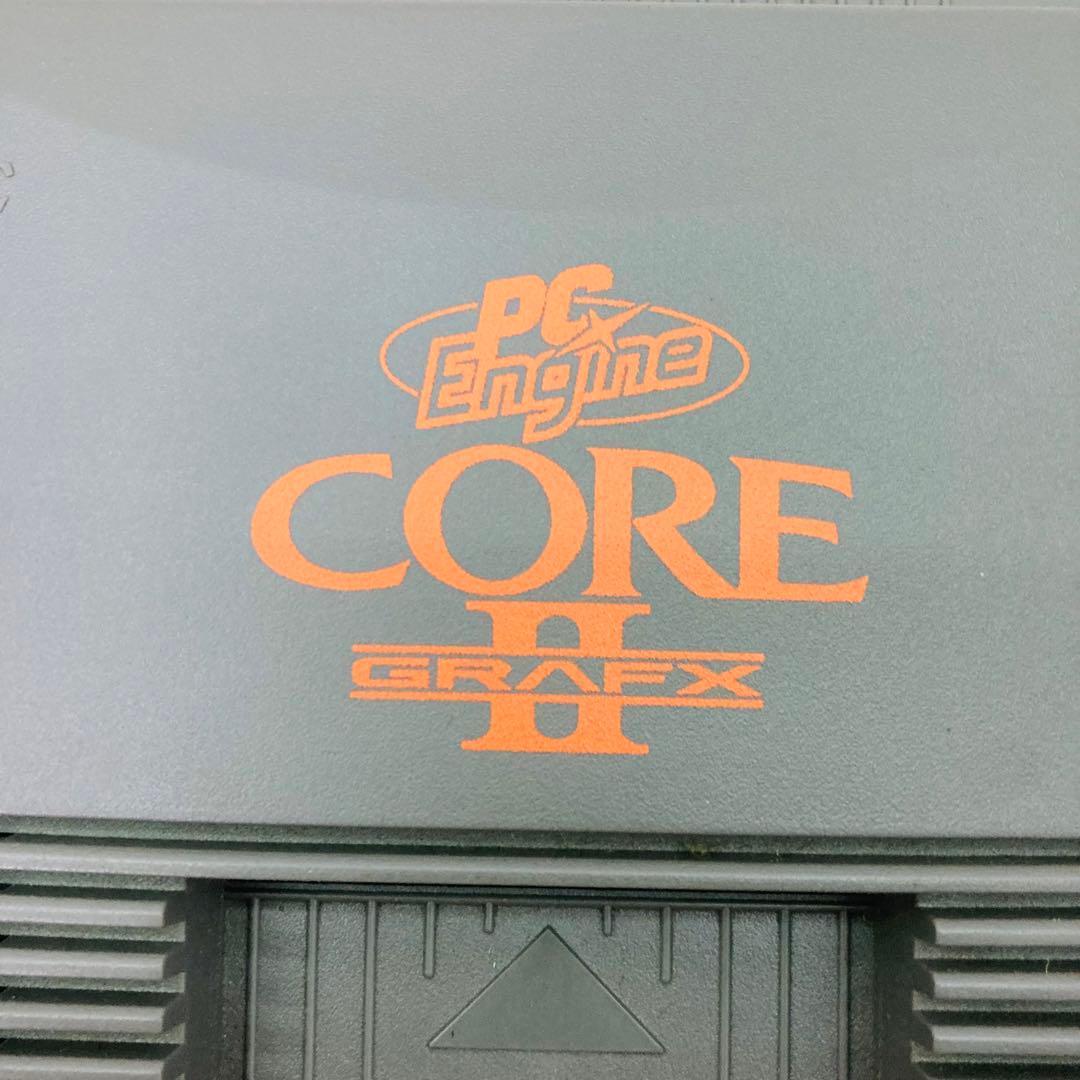 PC
Engine
CORE
II
GRAFX